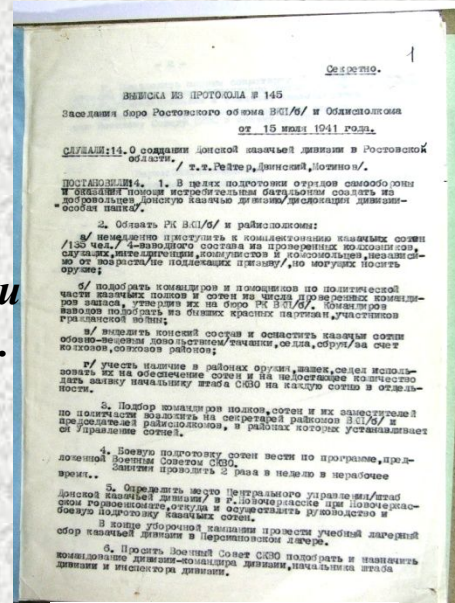 1
Секретно.
ВЫПИСКА ИЗ ПРОТОКОЛА № 145
Заседания бюро Ростовского обкома ВКП/б/ и Облисполкома
от 15 июля 1941 года.
СЛУШАЛИ:14. О создании Донской казачьей дивизии в Ростовской
области.
/ т.т.Рейтер,Двинский,Мотинов/.
ПОСТАНОВИЛИ14. 1. В целях подготовки отрядов самообороны
и оказания помощи истребительным батальонам создать из
добровольцев Донскую казачью дивизию/дислокация дивизии-
"особая папка"/.
2. Обязать РК ВКП/б/ и райисполкомы:
а/ немедленно приступить к комплектованию казачьих сотен
/135 чел./ 4-взводного состава из проверенных колхозников,
служащих,интеллигенции,коммунистов и комсомольцев,независи-
мо от возраста/не подлежащих призыву/,но могущих носить
оружие;
и
б/ подобрать командиров и помощников по политической
части казачьих полков и сотен из числа проверенных команди-
ров запаса, утвердив их на бюро РК ВКП/б/. Командиров
взводов подобрать из бывших красных партизан,участников
гражданской войны;
.
в/ выделить конский состав и оснастить казачьи сотни
обозно-вещевым довольствием/тачанки,седла,сбруя/за счет
колхозов,совхозов районов;
г/ учесть наличие в районах оружия,шашек,седел исполь-
зовать их на обеспечение сотен и на недостающее количество
дать заявку начальнику штаба СКВО на каждую сотню в отдель-
ности.
3. Подбор командиров полков,сотен и их заместителей
по политчасти возложить на секретарей райкомов ВКП/б/ и
председателей райисполкомов, в районах которых устанавливает
ся Управление сотней.
4. Боевую подготовку сотен вести по программе,пред-
ложенной Военным Советом СКВО.
Занятия проводить 2 раза в неделю в нерабочее
время..
5. Определить место Центрального управления/штаб
Донской казачьей дивизии/ в г.Новочеркасске при Новочеркас-
ском горвоенкомате,откуда и осуществлять руководство и
боевую подготовку казачьих сотен.
В конце уборочной кампании провести учебный лагерный
сбор казачьей дивизии в Персиановском лагере.
6. Просить Военный Совет СКВО подобрать и назначить
командование дивизии-командира дивизии,начальника штаба
дивизии и инспектора дивизии.